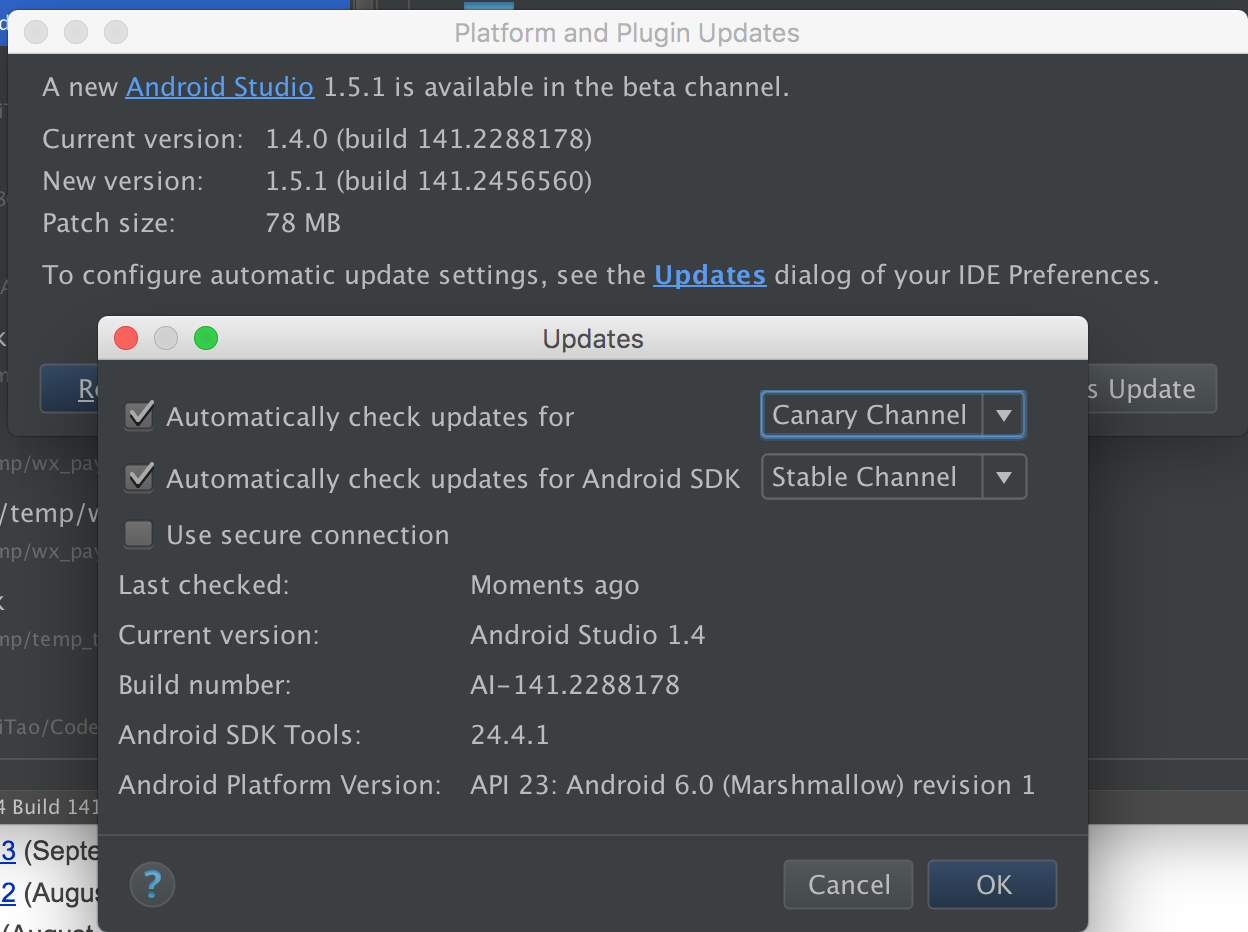 Platform and Plugin Updates
A new Android Studio 1.5.1 is available in the beta channel.
Current version: 1.4.0 (build 141.2288178)
New version: 1.5.1 (build 141.2456560)
Patch size: 78 MB
To configure automatic update settings, see the Updates dialog of your IDE Preferences.
s Update
Updates
Automatically check updates for Canary Channel
Automatically check updates for Android SDK Stable Channel
Use secure connection
Last checked: Moments ago
Current version: Android Studio 1.4
Build number: AI-141.2288178
Android SDK Tools: 24.4.1
Android Platform Version: API 23: Android 6.0 (Marshmallow) revision 1
? Cancel OK
mp/wx_pay
/temp/w
mp/wx_pay
mp/temp_t
iTao/Code
4 Build 141
3 (Septe
2 (Augus
(August